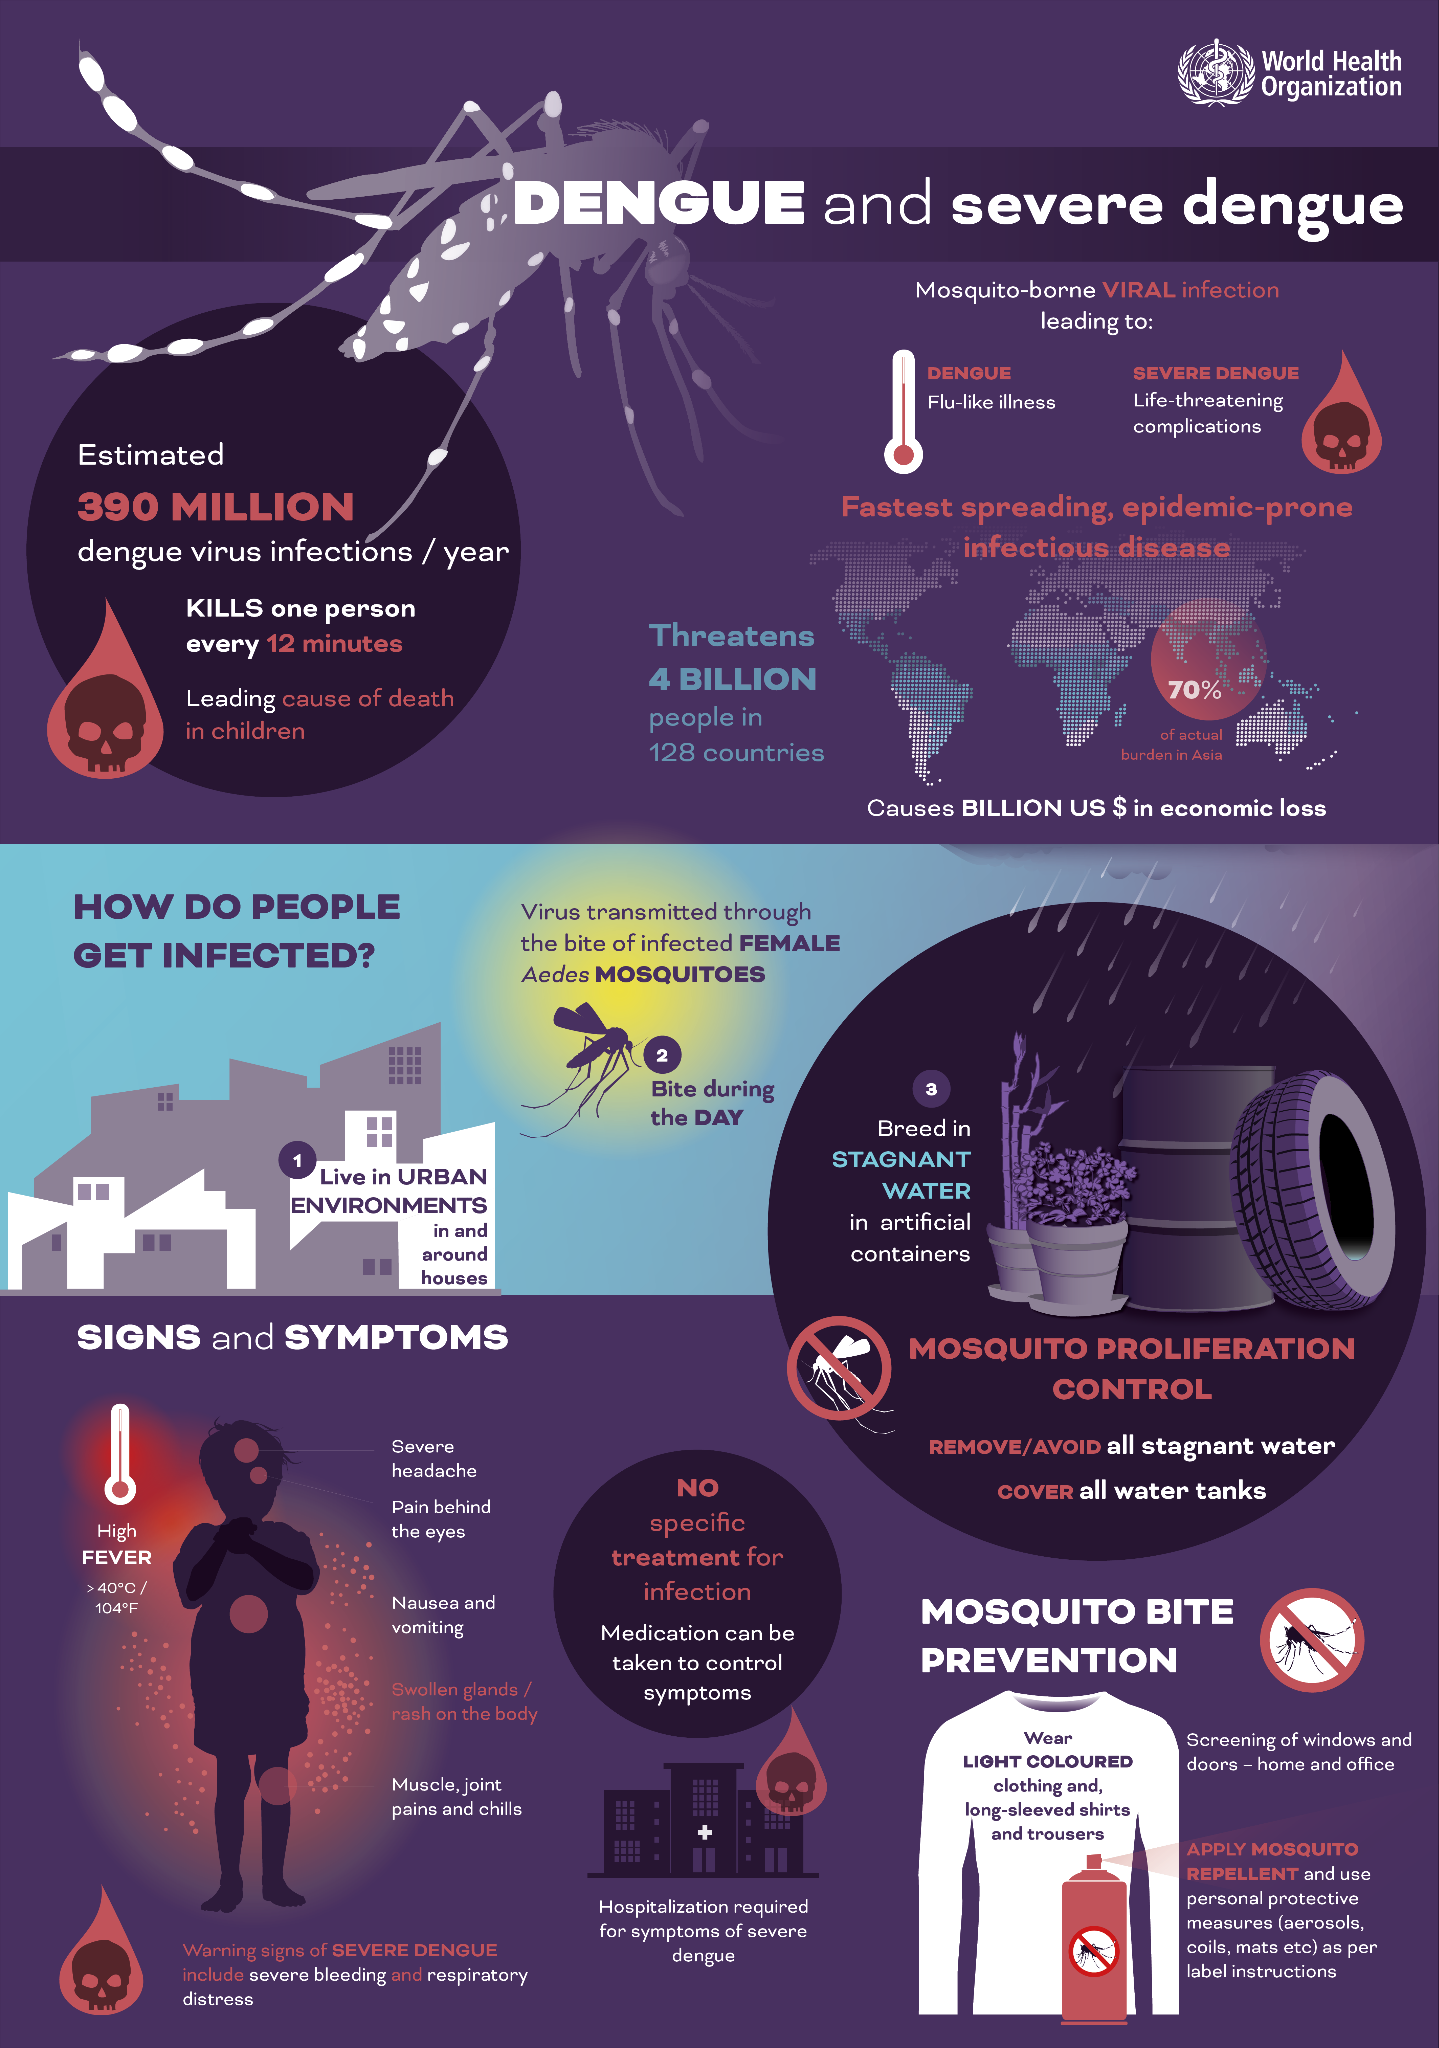 World Health
Organization
DENGUE and severe dengue
Mosquito-borne VIRAL infection
leading to:
DENGUE
Flu-like illness
SEVERE DENGUE
Life-threatening
complications
Estimated
390 MILLION
dengue virus infections / year
KILLS one person
every 12 minutes
Leading cause of death
in children
Fastest spreading, epidemic-prone
infectious disease
Threatens
4 BILLION
people in
128 countries
70%
of actual
burden in Asia
Causes BILLION US $ in economic loss
HOW DO PEOPLE
GET INFECTED?
Virus transmitted through
the bite of infected FEMALE
Aedes MOSQUITOES
1
Live in URBAN
ENVIRONMENTS
in and
around
houses
2
Bite during
the DAY
3
Breed in
STAGNANT
WATER
in artificial
containers
MOSQUITO PROLIFERATION
CONTROL
REMOVE/AVOID all stagnant water
COVER all water tanks
SIGNS and SYMPTOMS
High
FEVER
> 40°C /
104°F
Severe
headache
Pain behind
the eyes
Nausea and
vomiting
Swollen glands /
rash on the body
Muscle, joint
pains and chills
Warning signs of SEVERE DENGUE
include severe bleeding and respiratory
distress
NO
specific
treatment for
infection
Medication can be
taken to control
symptoms
Hospitalization required
for symptoms of severe
dengue
MOSQUITO BITE
PREVENTION
Wear
LIGHT COLOURED
clothing and,
long-sleeved shirts
and trousers
Screening of windows and
doors – home and office
APPLY MOSQUITO
REPELLENT and use
personal protective
measures (aerosols,
coils, mats etc) as per
label instructions